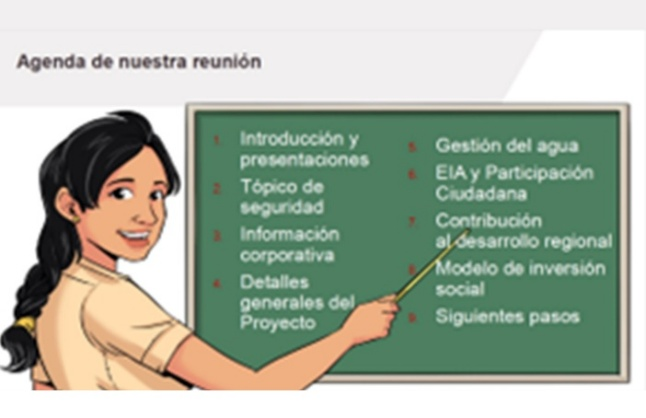 Agenda de nuestra reunión
1. Introducción y
presentaciones
2. Tópico de
seguridad
3. Información
corporativa
4. Detalles
generales del
Proyecto
5. Gestión del agua
6. EIA y Participación
Ciudadana
7. Contribución
al desarrollo regional
8. Modelo de inversión
social
9. Siguientes pasos